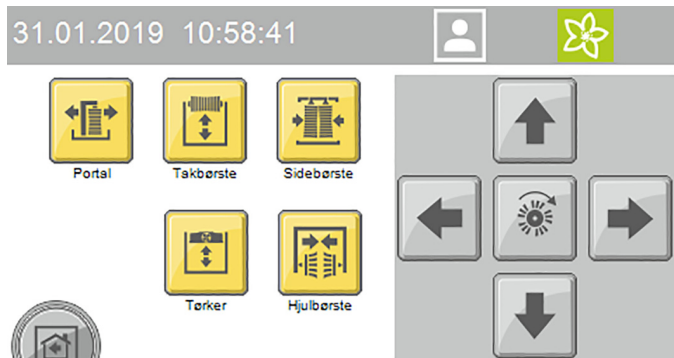 31.01.2019 10:58:41
Portal
Takbørste
Sidebørste
Tørker
Hjulbørste